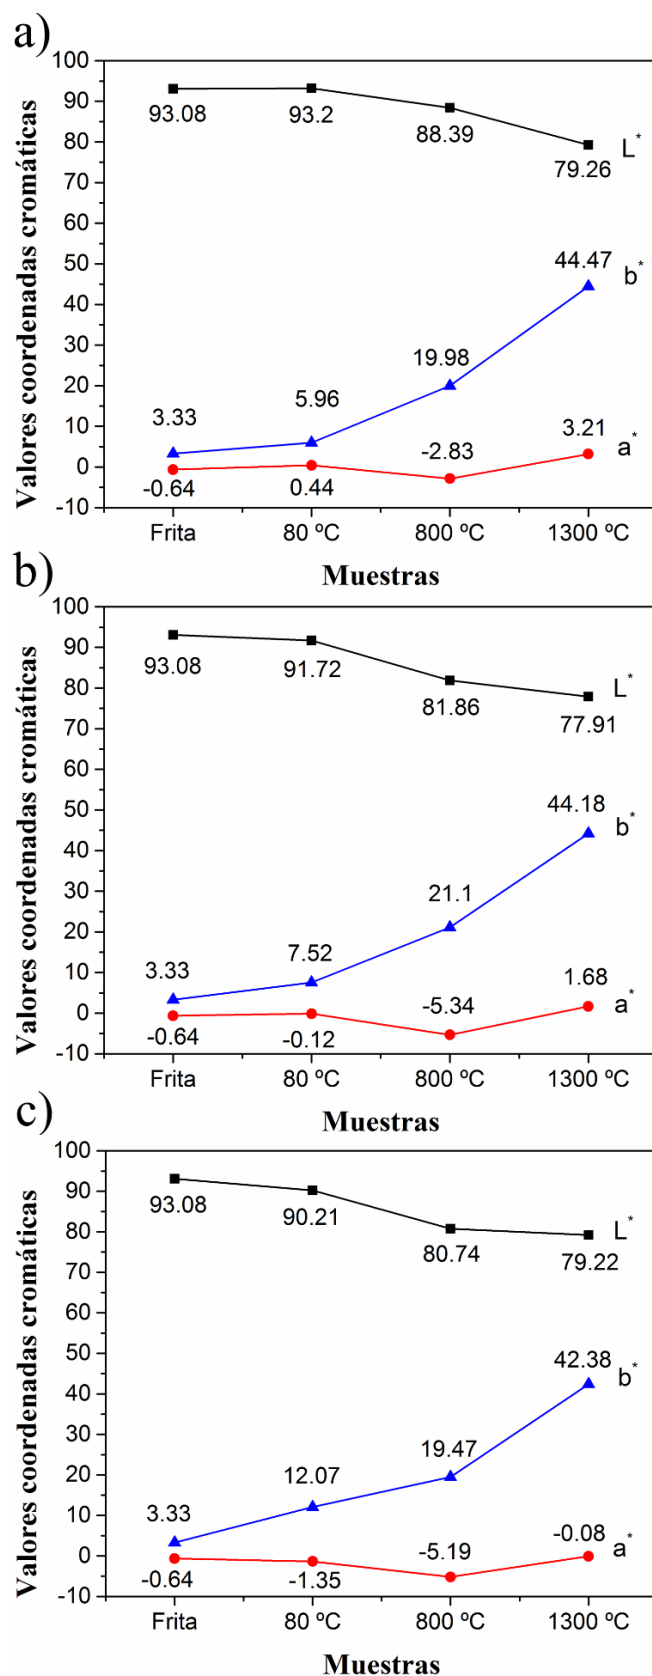 a)
Valores coordenadas cromáticas
100
90
80
70
60
50
40
30
20
10
0
-10
93.08
93.2
88.39
79.26
L*
44.47
b*
19.98
5.96
3.33
-2.83
3.21
a*
-0.64
0.44
Frita
80 ºC
800 ºC
1300 ºC
Muestras
b)
Valores coordenadas cromáticas
100
90
80
70
60
50
40
30
20
10
0
-10
93.08
91.72
81.86
77.91
L*
44.18
b*
21.1
7.52
3.33
-5.34
1.68
a*
-0.64
-0.12
Frita
80 ºC
800 ºC
1300 ºC
Muestras
c)
Valores coordenadas cromáticas
100
90
80
70
60
50
40
30
20
10
0
-10
93.08
90.21
80.74
79.22
L*
42.38
b*
19.47
12.07
3.33
-0.08
a*
-0.64
-1.35
-5.19
Frita
80 ºC
800 ºC
1300 ºC
Muestras